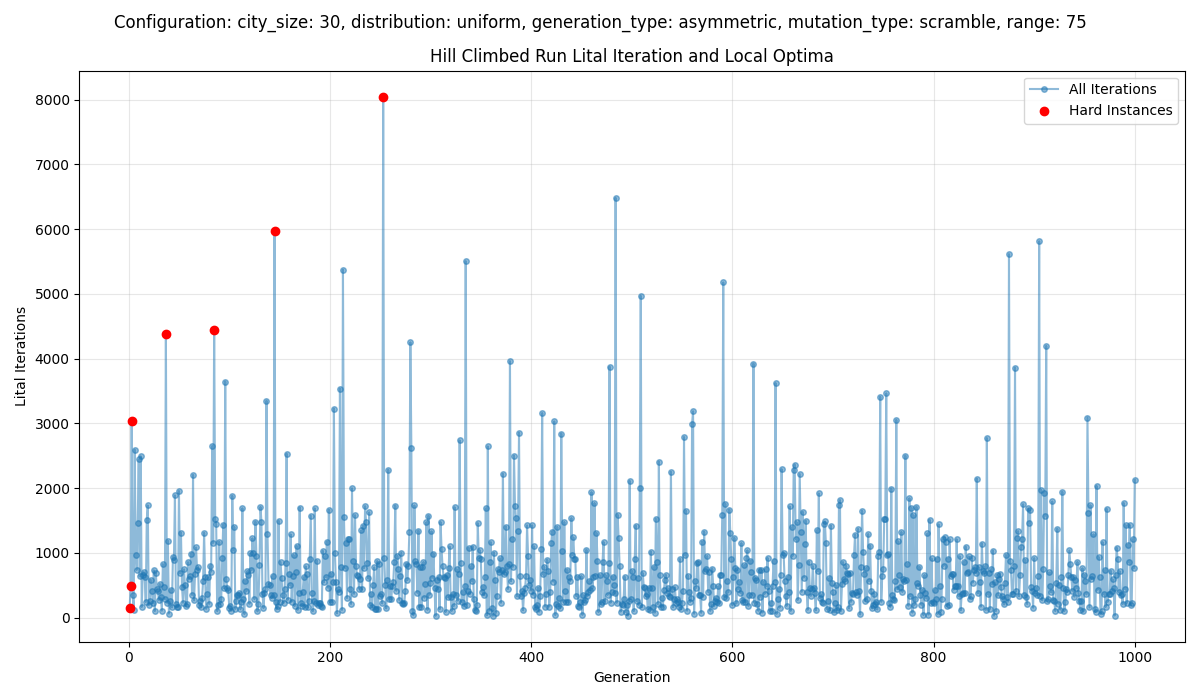 Configuration: city_size: 30, distribution: uniform, generation_type: asymmetric, mutation_type: scramble, range: 75
Hill Climbed Run Lital Iteration and Local Optima
All Iterations
Hard Instances
8000
7000
6000
5000
4000
3000
2000
1000
0
Lital Iterations
0 200 400 600 800 1000
Generation